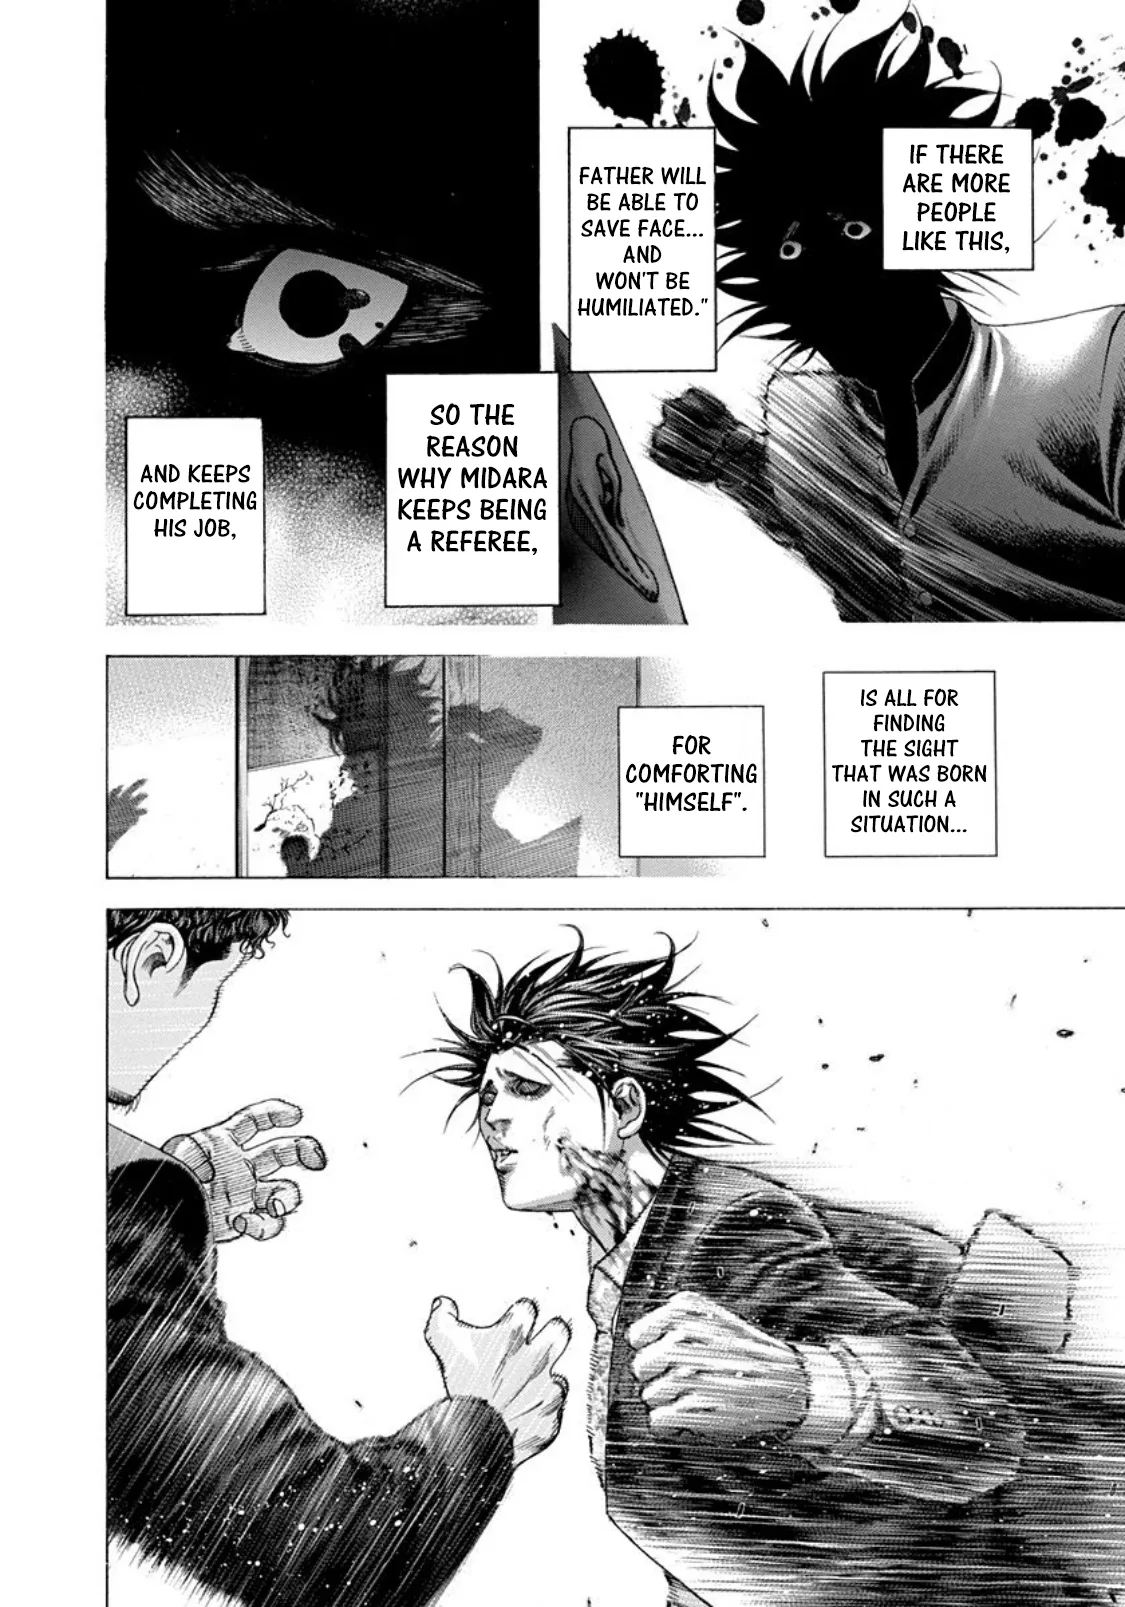 IF THERE
ARE MORE
PEOPLE
LIKE THIS,
FATHER WILL
BE ABLE TO
SAVE FACE...
AND
WON'T BE
HUMILIATED."
SO THE
REASON
WHY MIDARA
KEEPS BEING
A REFEREE,
AND KEEPS
COMPLETING
HIS JOB,
IS ALL FOR
FINDING
THE SIGHT
THAT WAS BORN
IN SUCH A
SITUATION...
FOR
COMFORTING
"HIMSELF".